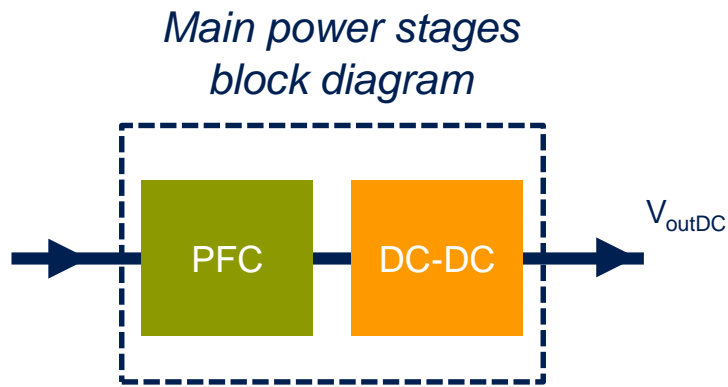 Main power stages
block diagram
PFC
DC-DC
VoutDC